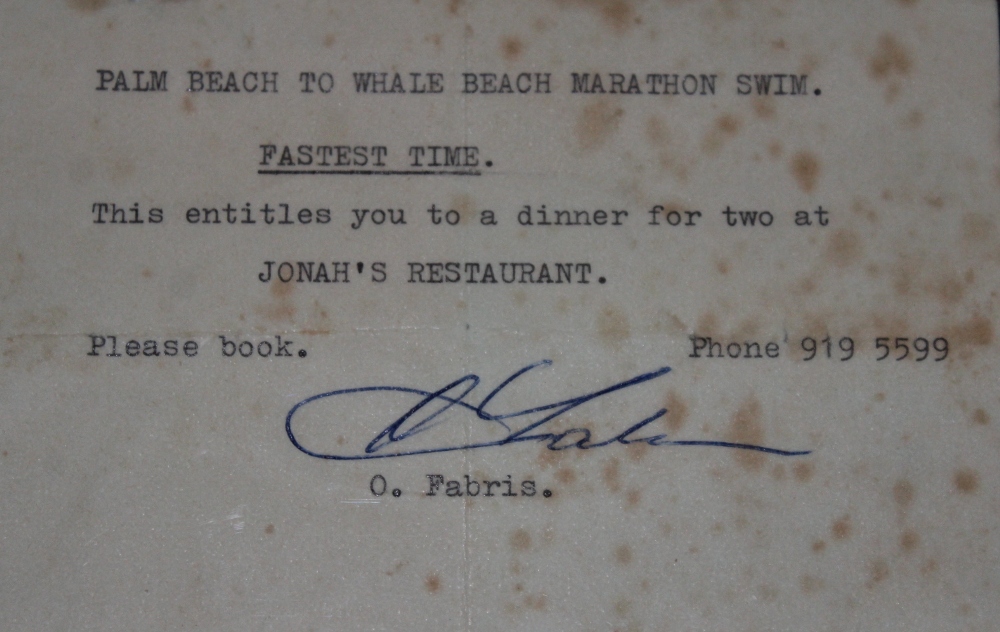 PALM BEACH TO WHALE BEACH MARATHON SWIM.
FASTEST TIME.
This entitles you to a dinner for two at
JONAH'S RESTAURANT.
Please book. Phone 919 5599
O. Fabris.